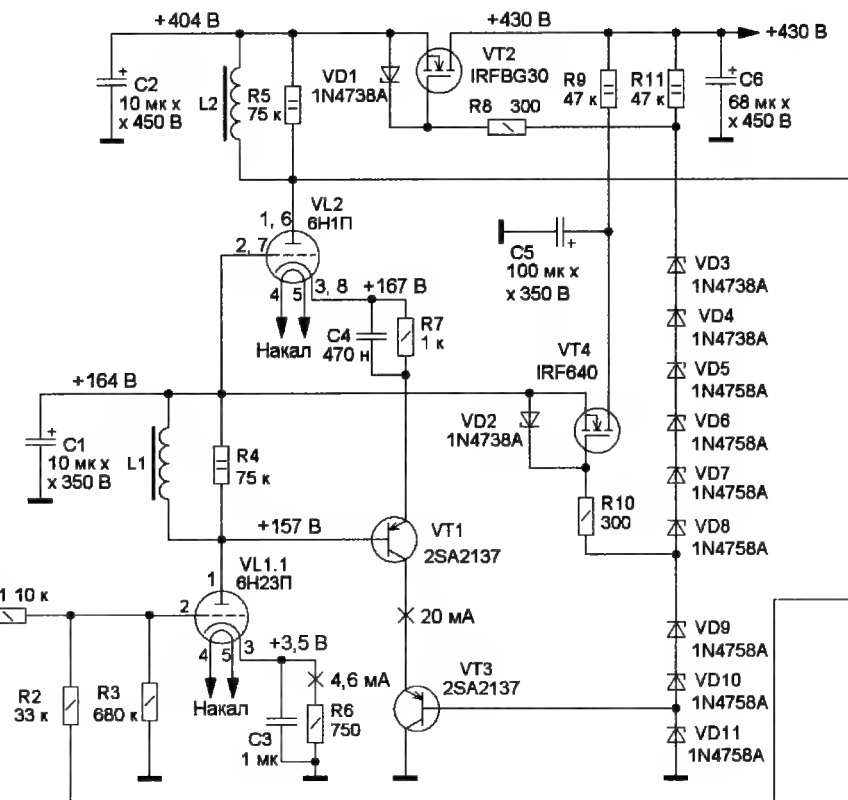 +404 В
+430 В
+430 В
C2
10 мк х
х 450 В
L2
R5
75 к
VD1
1N4738A
VT2
IRFBG30
R8 300
R9
47 к
R11
47 к
C6
68 мк х
х 450 В
VL2
6Н1П
1, 6
2, 7
3, 8
+167 В
4
5
Накал
C4
470 н
R7
1 к
C5
100 мк х
х 350 В
VD3
1N4738A
VD4
1N4738A
VD5
1N4758A
VD6
1N4758A
VD7
1N4758A
VD8
1N4758A
+164 В
C1
10 мк х
х 350 В
L1
R4
75 к
VD2
1N4738A
VT4
IRF640
R10
300
+157 В
VT1
2SA2137
VL1.1
6Н23П
1
1 10 к
2
3
+3,5 В
4
5
Накал
20 мА
4,6 мА
VT3
2SA2137
R2
33 к
R3
680 к
C3
1 мк
R6
750
VD9
1N4758A
VD10
1N4758A
VD11
1N4758A